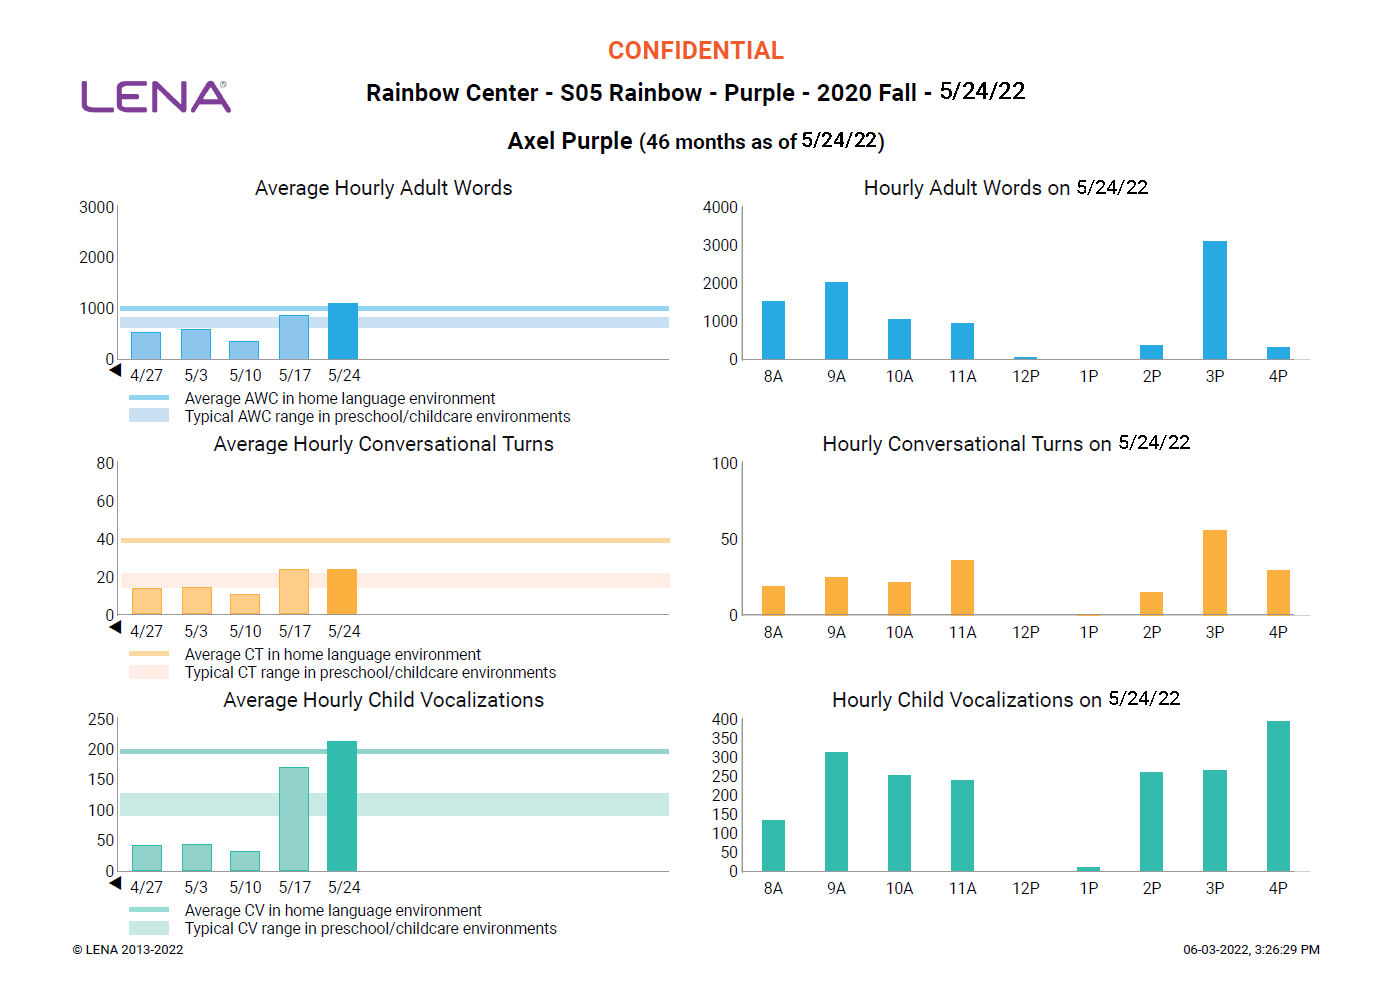 CONFIDENTIAL
LENA®
Rainbow Center - S05 Rainbow - Purple - 2020 Fall - 5/24/22
Axel Purple (46 months as of 5/24/22)
Average Hourly Adult Words
3000
2000
1000
0
4/27 5/3 5/10 5/17 5/24
Average AWC in home language environment
Typical AWC range in preschool/childcare environments
Hourly Adult Words on 5/24/22
4000
3000
2000
1000
0
8A 9A 10A 11A 12P 1P 2P 3P 4P
Average Hourly Conversational Turns
80
60
40
20
0
4/27 5/3 5/10 5/17 5/24
Average CT in home language environment
Typical CT range in preschool/childcare environments
Hourly Conversational Turns on 5/24/22
100
50
0
8A 9A 10A 11A 12P 1P 2P 3P 4P
Average Hourly Child Vocalizations
250
200
150
100
50
0
4/27 5/3 5/10 5/17 5/24
Average CV in home language environment
Typical CV range in preschool/childcare environments
Hourly Child Vocalizations on 5/24/22
400
350
300
250
200
150
100
50
0
8A 9A 10A 11A 12P 1P 2P 3P 4P
© LENA 2013-2022
06-03-2022, 3:26:29 PM